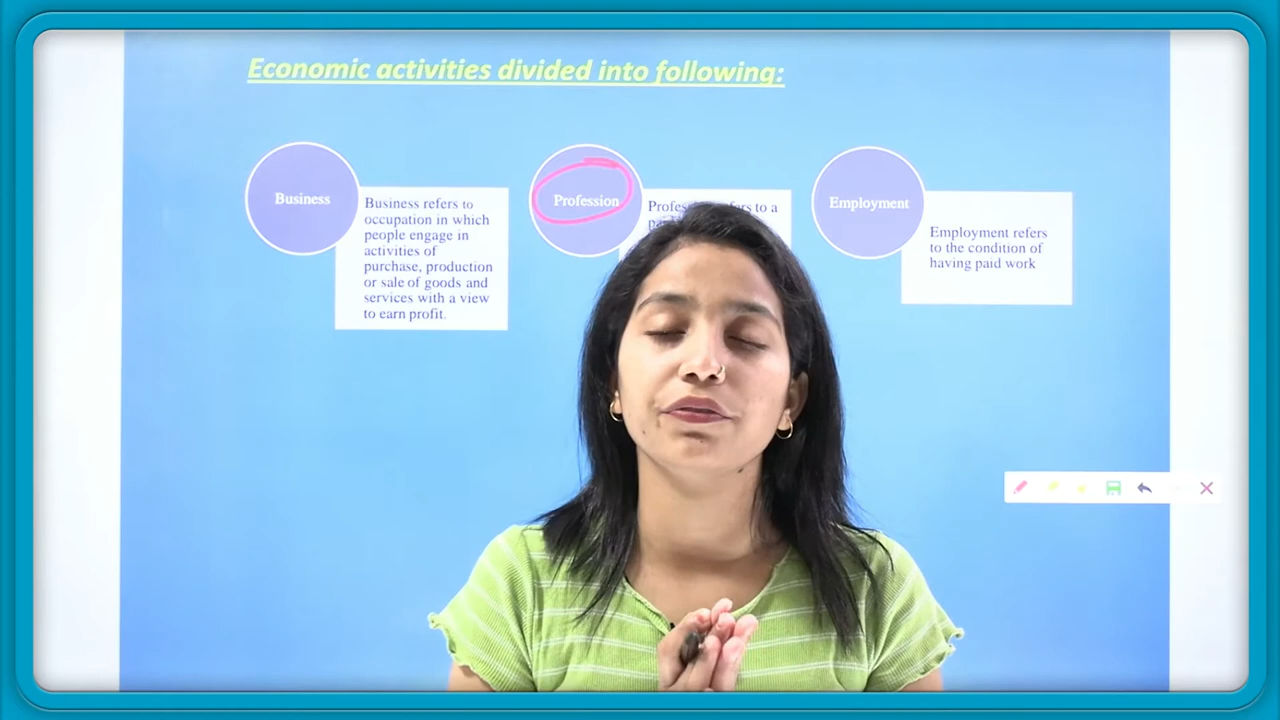 Economic activities divided into following:
Business
Business refers to
occupation in which
people engage in
activities of
purchase, production
or sale of goods and
services with a view
to earn profit.
Profession
to a
Employment
Employment refers
to the condition of
having paid work